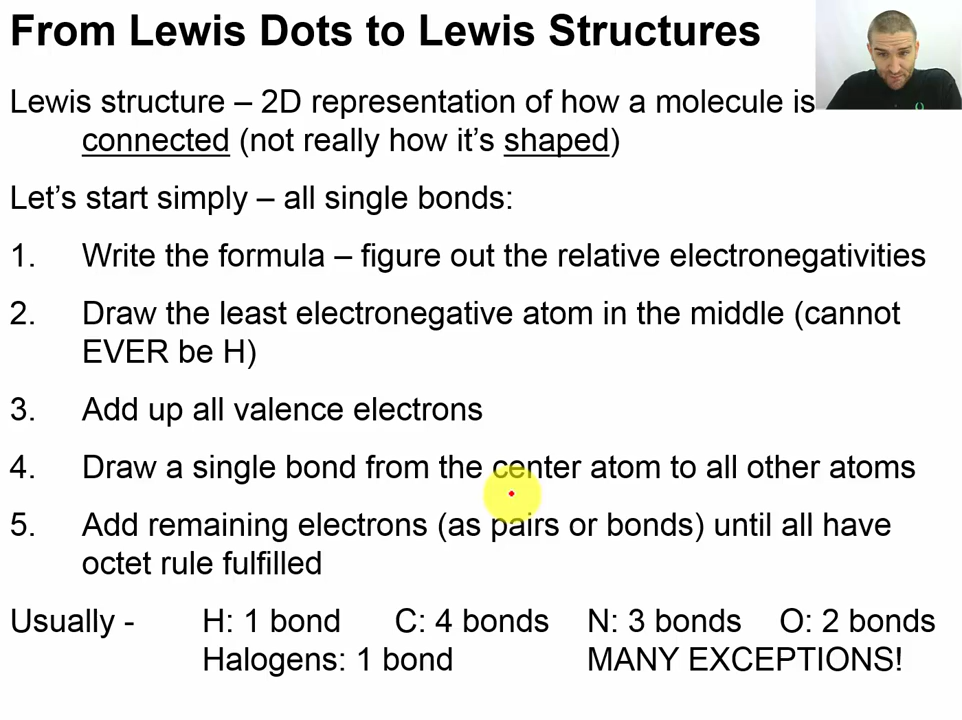 From Lewis Dots to Lewis Structures
Lewis structure – 2D representation of how a molecule is
connected (not really how it's shaped)
Let's start simply – all single bonds:
1. Write the formula – figure out the relative electronegativities
2. Draw the least electronegative atom in the middle (cannot
EVER be H)
3. Add up all valence electrons
4. Draw a single bond from the center atom to all other atoms
5. Add remaining electrons (as pairs or bonds) until all have
octet rule fulfilled
Usually - H: 1 bond C: 4 bonds N: 3 bonds O: 2 bonds
Halogens: 1 bond MANY EXCEPTIONS!